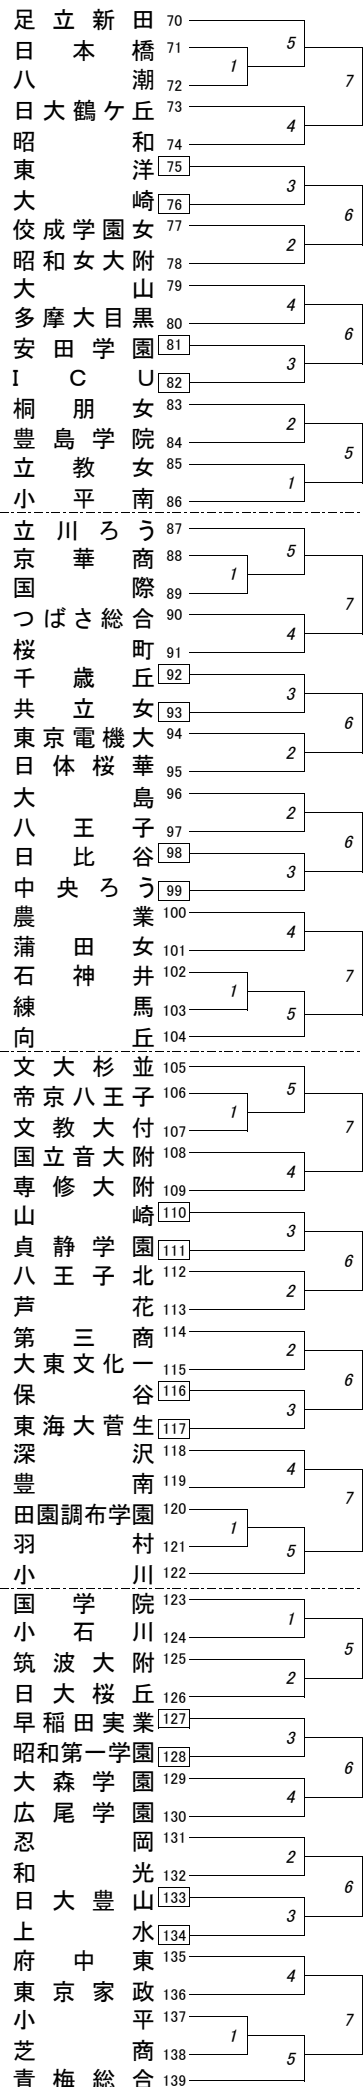 足立新田 70
日本橋 71
八潮 72
日大鶴ケ丘 73
昭和 74
東洋 75
大崎 76
佼成学園女 77
昭和女大附 78
大山 79
多摩大目黒 80
安田学園 81
ICU 82
桐朋女 83
豊島学院 84
立教女 85
小平南 86
1
5
4
3
2
4
3
2
1
7
6
6
5
立川ろう 87
京華商 88
国際 89
つばさ総合 90
桜町 91
千歳丘 92
共立女 93
東京電機大 94
日体桜華 95
大島 96
八王子 97
日比谷 98
中央ろう 99
農業 100
蒲田女 101
石神井 102
練馬 103
向丘 104
1
5
4
3
2
2
3
4
1
5
7
6
6
7
文大杉並 105
帝京八王子 106
文教大付 107
国立音大附 108
専修大附 109
山崎 110
貞静学園 111
八王子北 112
芦花 113
第三商 114
大東文化一 115
保谷 116
東海大菅生 117
深沢 118
豊南 119
田園調布学園 120
羽村 121
小川 122
1
5
4
3
2
2
3
4
1
5
7
6
6
7
国学院 123
小石川 124
筑波大附 125
日大桜丘 126
早稲田実業 127
昭和第一学園 128
大森学園 129
広尾学園 130
忍岡 131
和光 132
日大豊山 133
上水 134
府中東 135
東京家政 136
小平 137
芝商 138
青梅総合 139
1
2
3
4
2
3
4
1
5
5
6
6
7